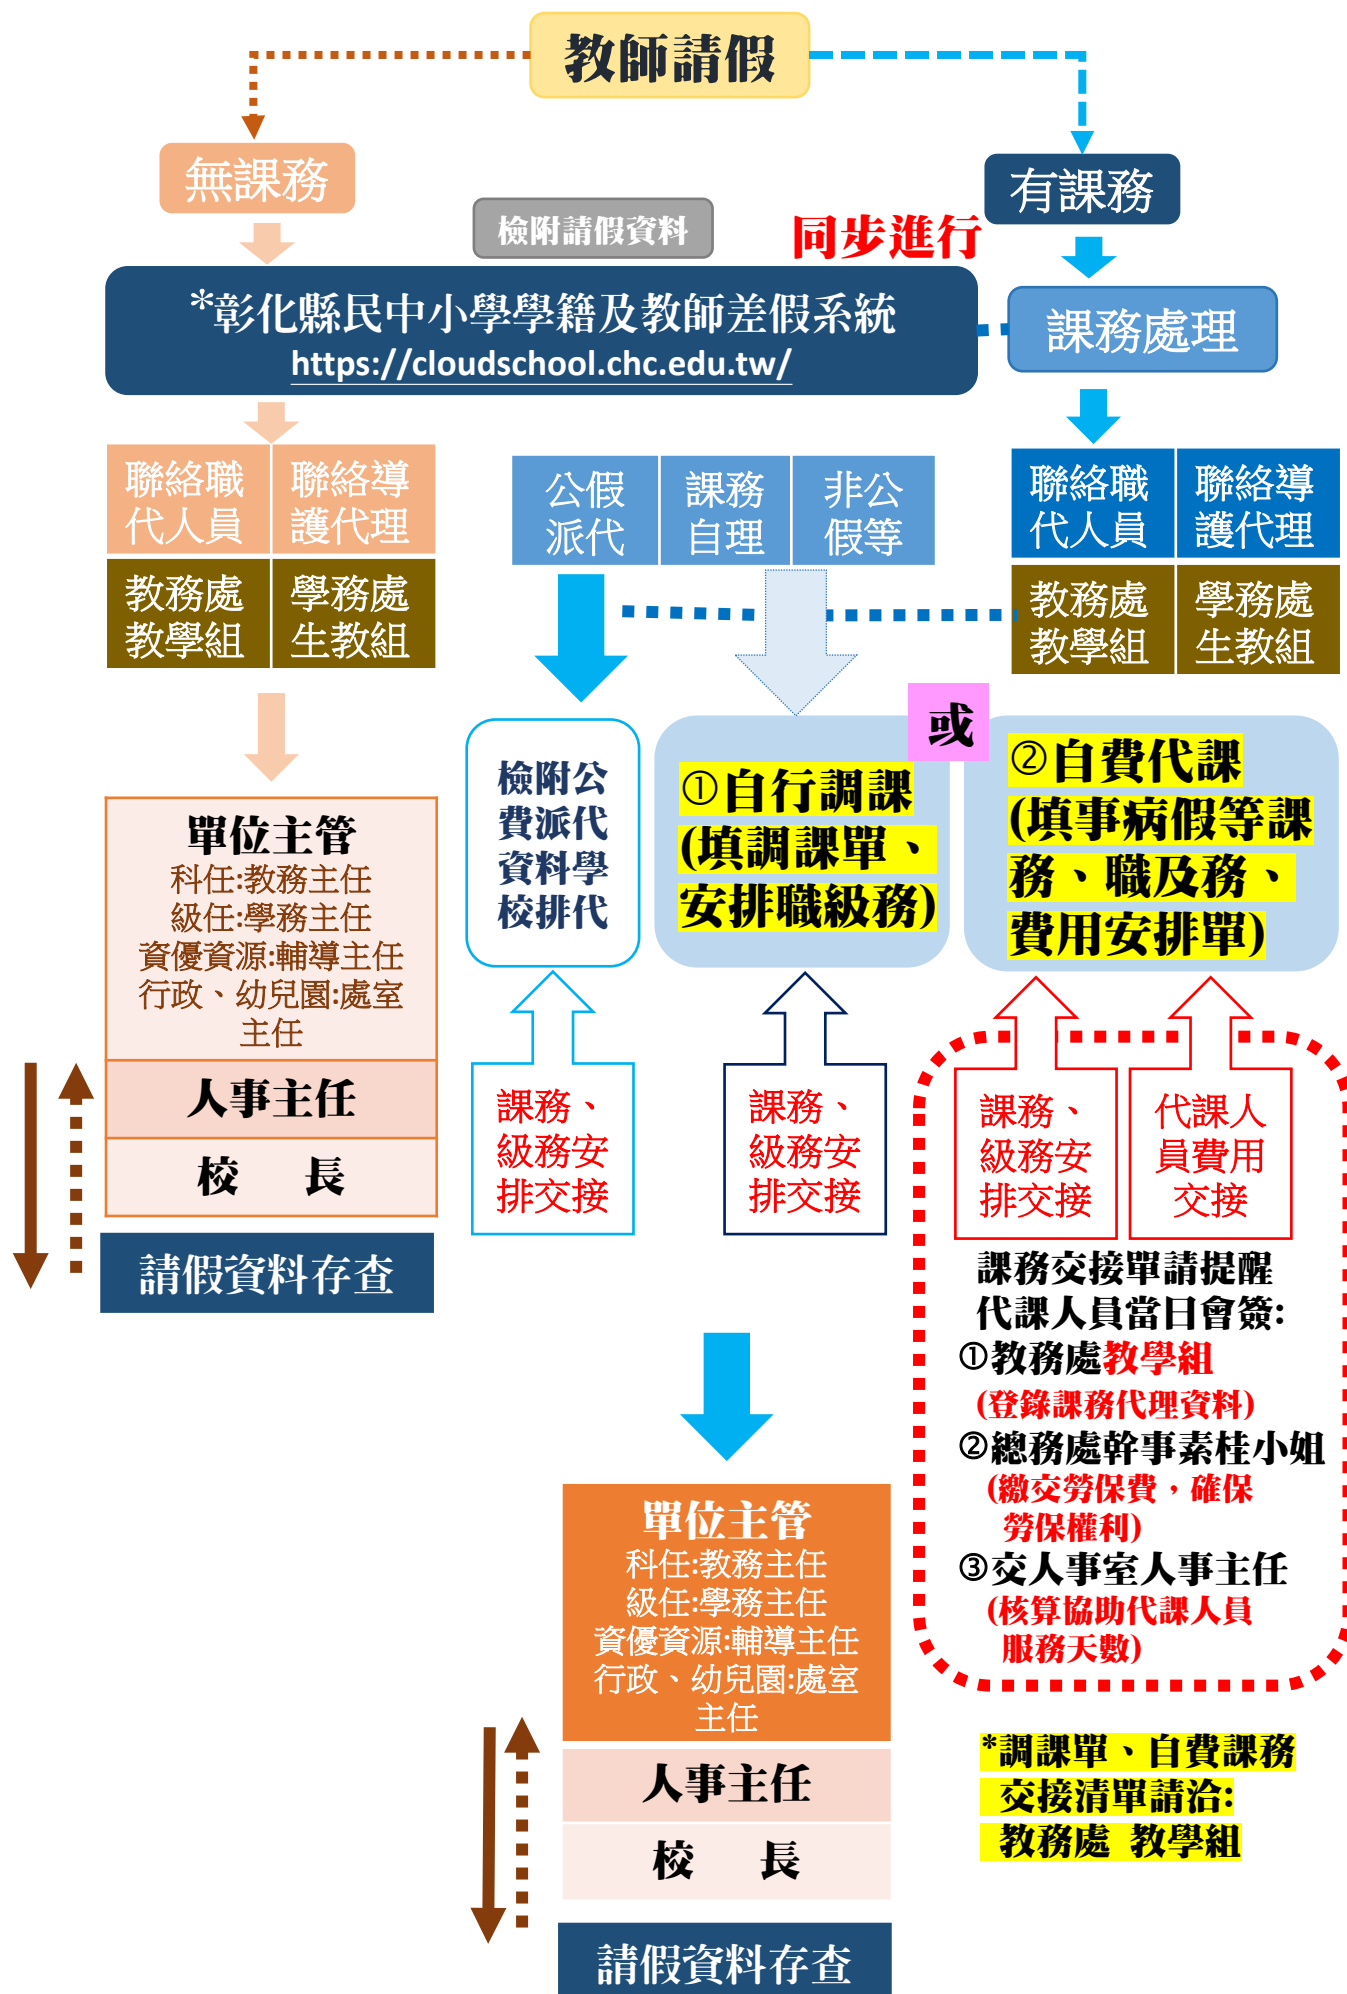 教師請假
無課務
有課務
檢附請假資料
同步進行
*彰化縣民中小學學籍及教師差假系統
https://cloudschool.chc.edu.tw/
課務處理
聯絡職
代人員
聯絡導
護代理
教務處
教學組
學務處
生教組
公假
派代
課務
自理
非公
假等
聯絡職
代人員
聯絡導
護代理
教務處
教學組
學務處
生教組
檢附公
費派代
資料學
校排代
①自行調課
(填調課單、
安排職級務)
或
②自費代課
(填事病假等課
務、職及務、
費用安排單)
單位主管
科任:教務主任
級任:學務主任
資優資源:輔導主任
行政、幼兒園:處室
主任
人事主任
校 長
請假資料存查
課務、
級務安
排交接
課務、
級務安
排交接
課務、
級務安
排交接
代課人
員費用
交接
課務交接單請提醒
代課人員當日會簽:
①教務處教學組
(登錄課務代理資料)
②總務處幹事素桂小姐
(繳交勞保費，確保
勞保權利)
③交人事室人事主任
(核算協助代課人員
服務天數)
單位主管
科任:教務主任
級任:學務主任
資優資源:輔導主任
行政、幼兒園:處室
主任
人事主任
校 長
請假資料存查
*調課單、自費課務
交接清單請洽:
教務處 教學組